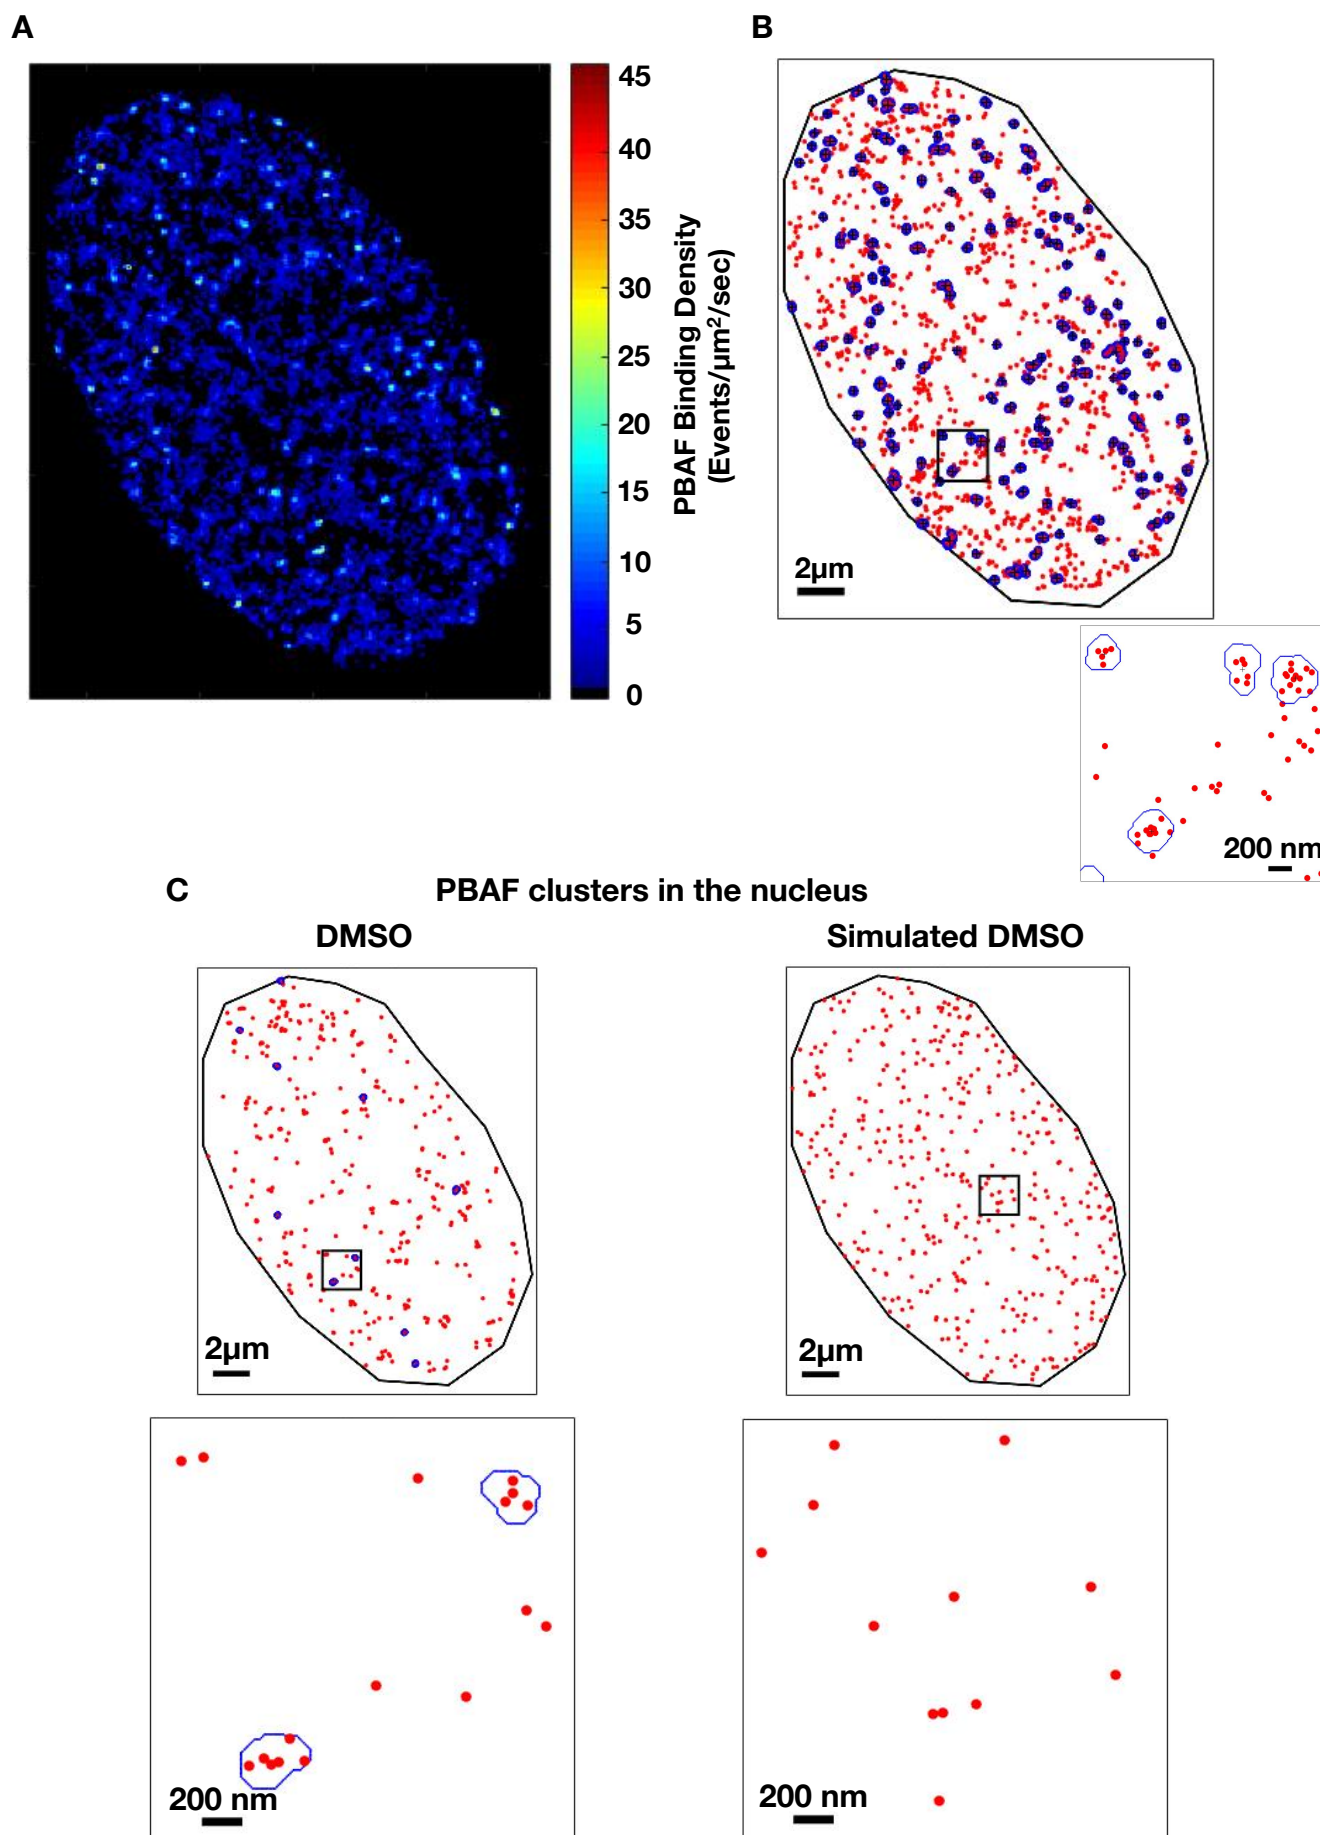 A
B
45
40
35
30
25
20
15
10
5
0
PBAF Binding Density
(Events/µm²/sec)
2µm
200 nm
C
PBAF clusters in the nucleus
DMSO
Simulated DMSO
2µm
2µm
200 nm
200 nm